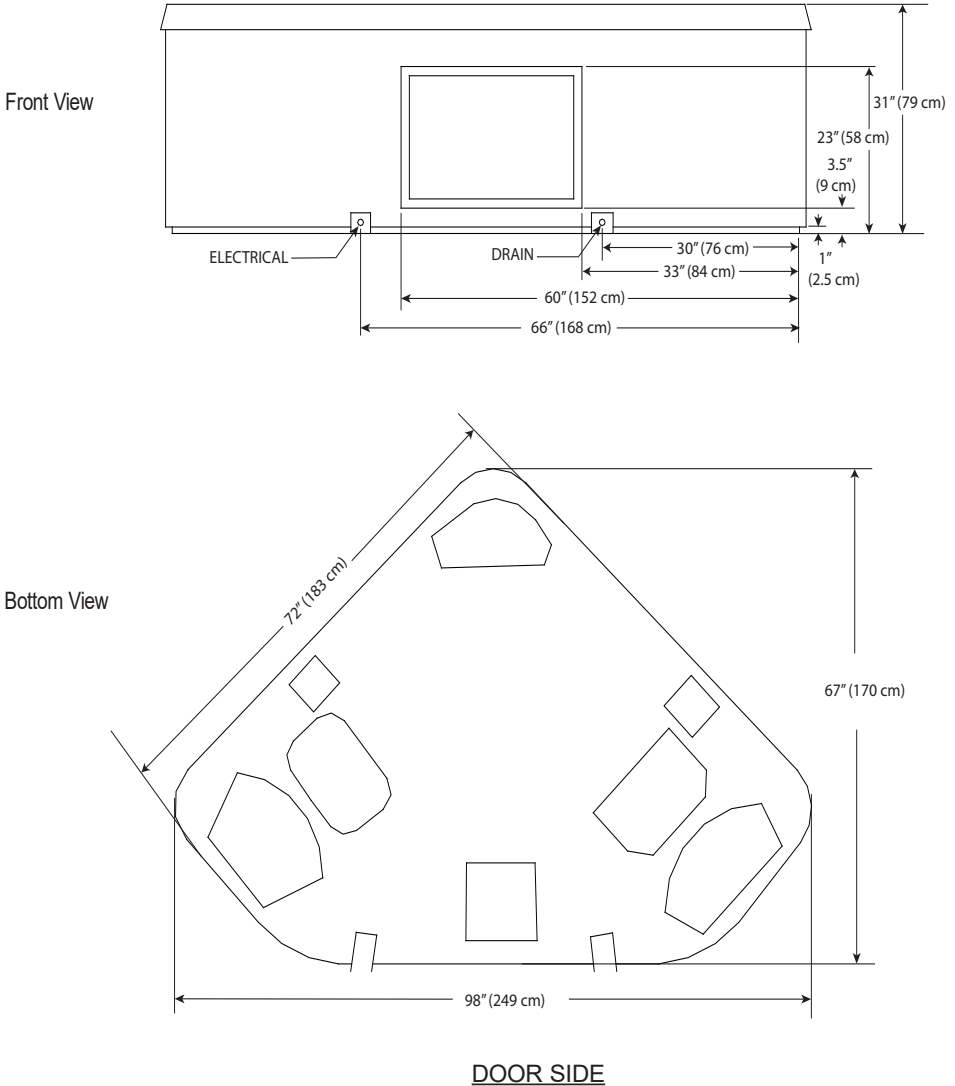 Front View
31” (79 cm)
23” (58 cm)
3.5”
(9 cm)
ELECTRICAL
DRAIN
30” (76 cm)
1”
(2.5 cm)
33” (84 cm)
60” (152 cm)
66” (168 cm)
Bottom View
72” (183 cm)
67” (170 cm)
98” (249 cm)
DOOR SIDE